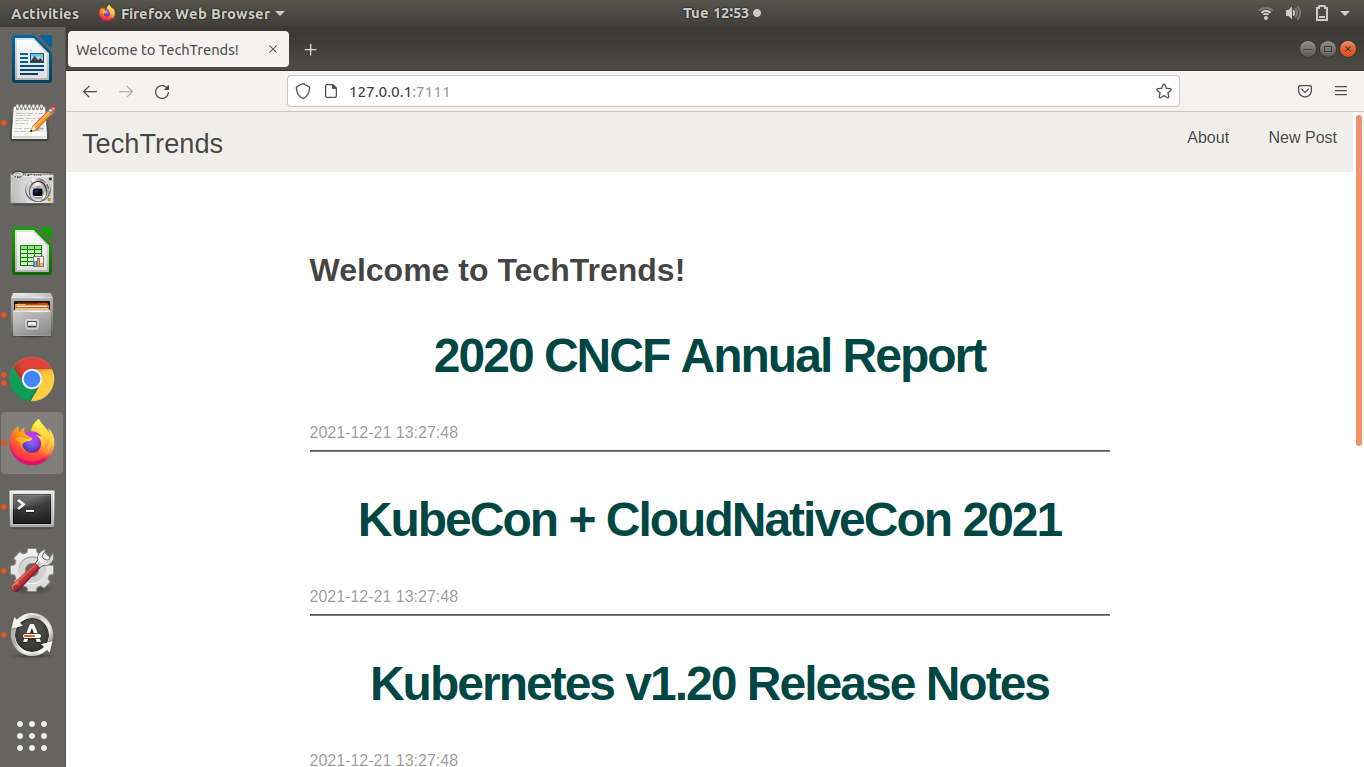 Activities
Firefox Web Browser
Tue 12:53
Welcome to TechTrends!
127.0.0.1:7111
TechTrends
About
New Post
Welcome to TechTrends!
2020 CNCF Annual Report
2021-12-21 13:27:48
KubeCon + CloudNativeCon 2021
2021-12-21 13:27:48
Kubernetes v1.20 Release Notes
2021-12-21 13:27:48